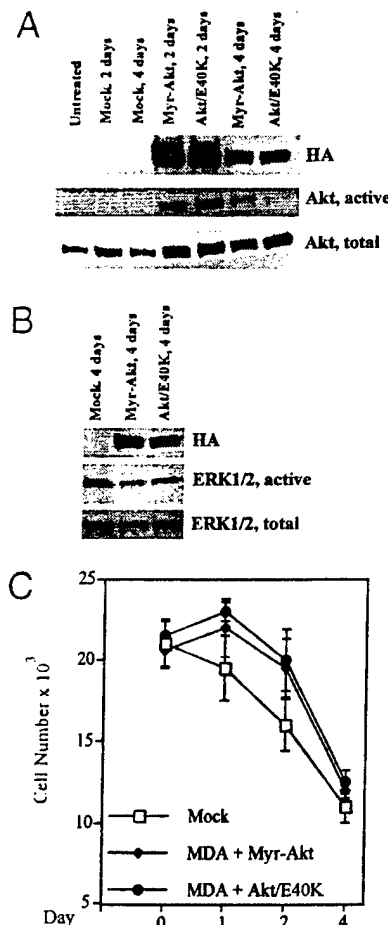 A
Untreated
Mock, 2 days
Mock, 4 days
Myr-Akt, 2 days
Akt/E40K, 2 days
Myr-Akt, 4 days
Akt/E40K, 4 days
HA
Akt, active
Akt, total
B
Mock, 4 days
Myr-Akt, 4 days
Akt/E40K, 4 days
HA
ERK1/2, active
ERK1/2, total
C
25
20
15
10
5
Cell Number x 10³
Mock
MDA + Myr-Akt
MDA + Akt/E40K
Day 0 1 2 4